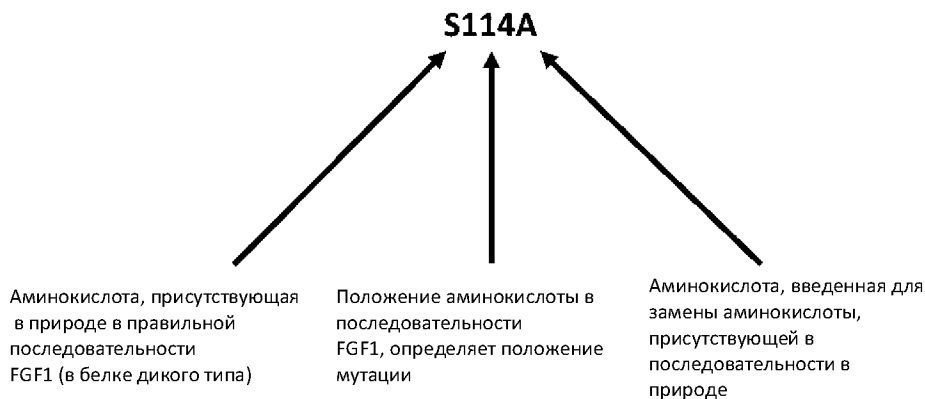 S114A
Аминокислота, присутствующая
в природе в правильной
последовательности
FGF1 (в белке дикого типа)
Положение аминокислоты в
последовательности
FGF1, определяет положение
мутации
Аминокислота, введенная для
замены аминокислоты,
присутствующей в
последовательности в
природе